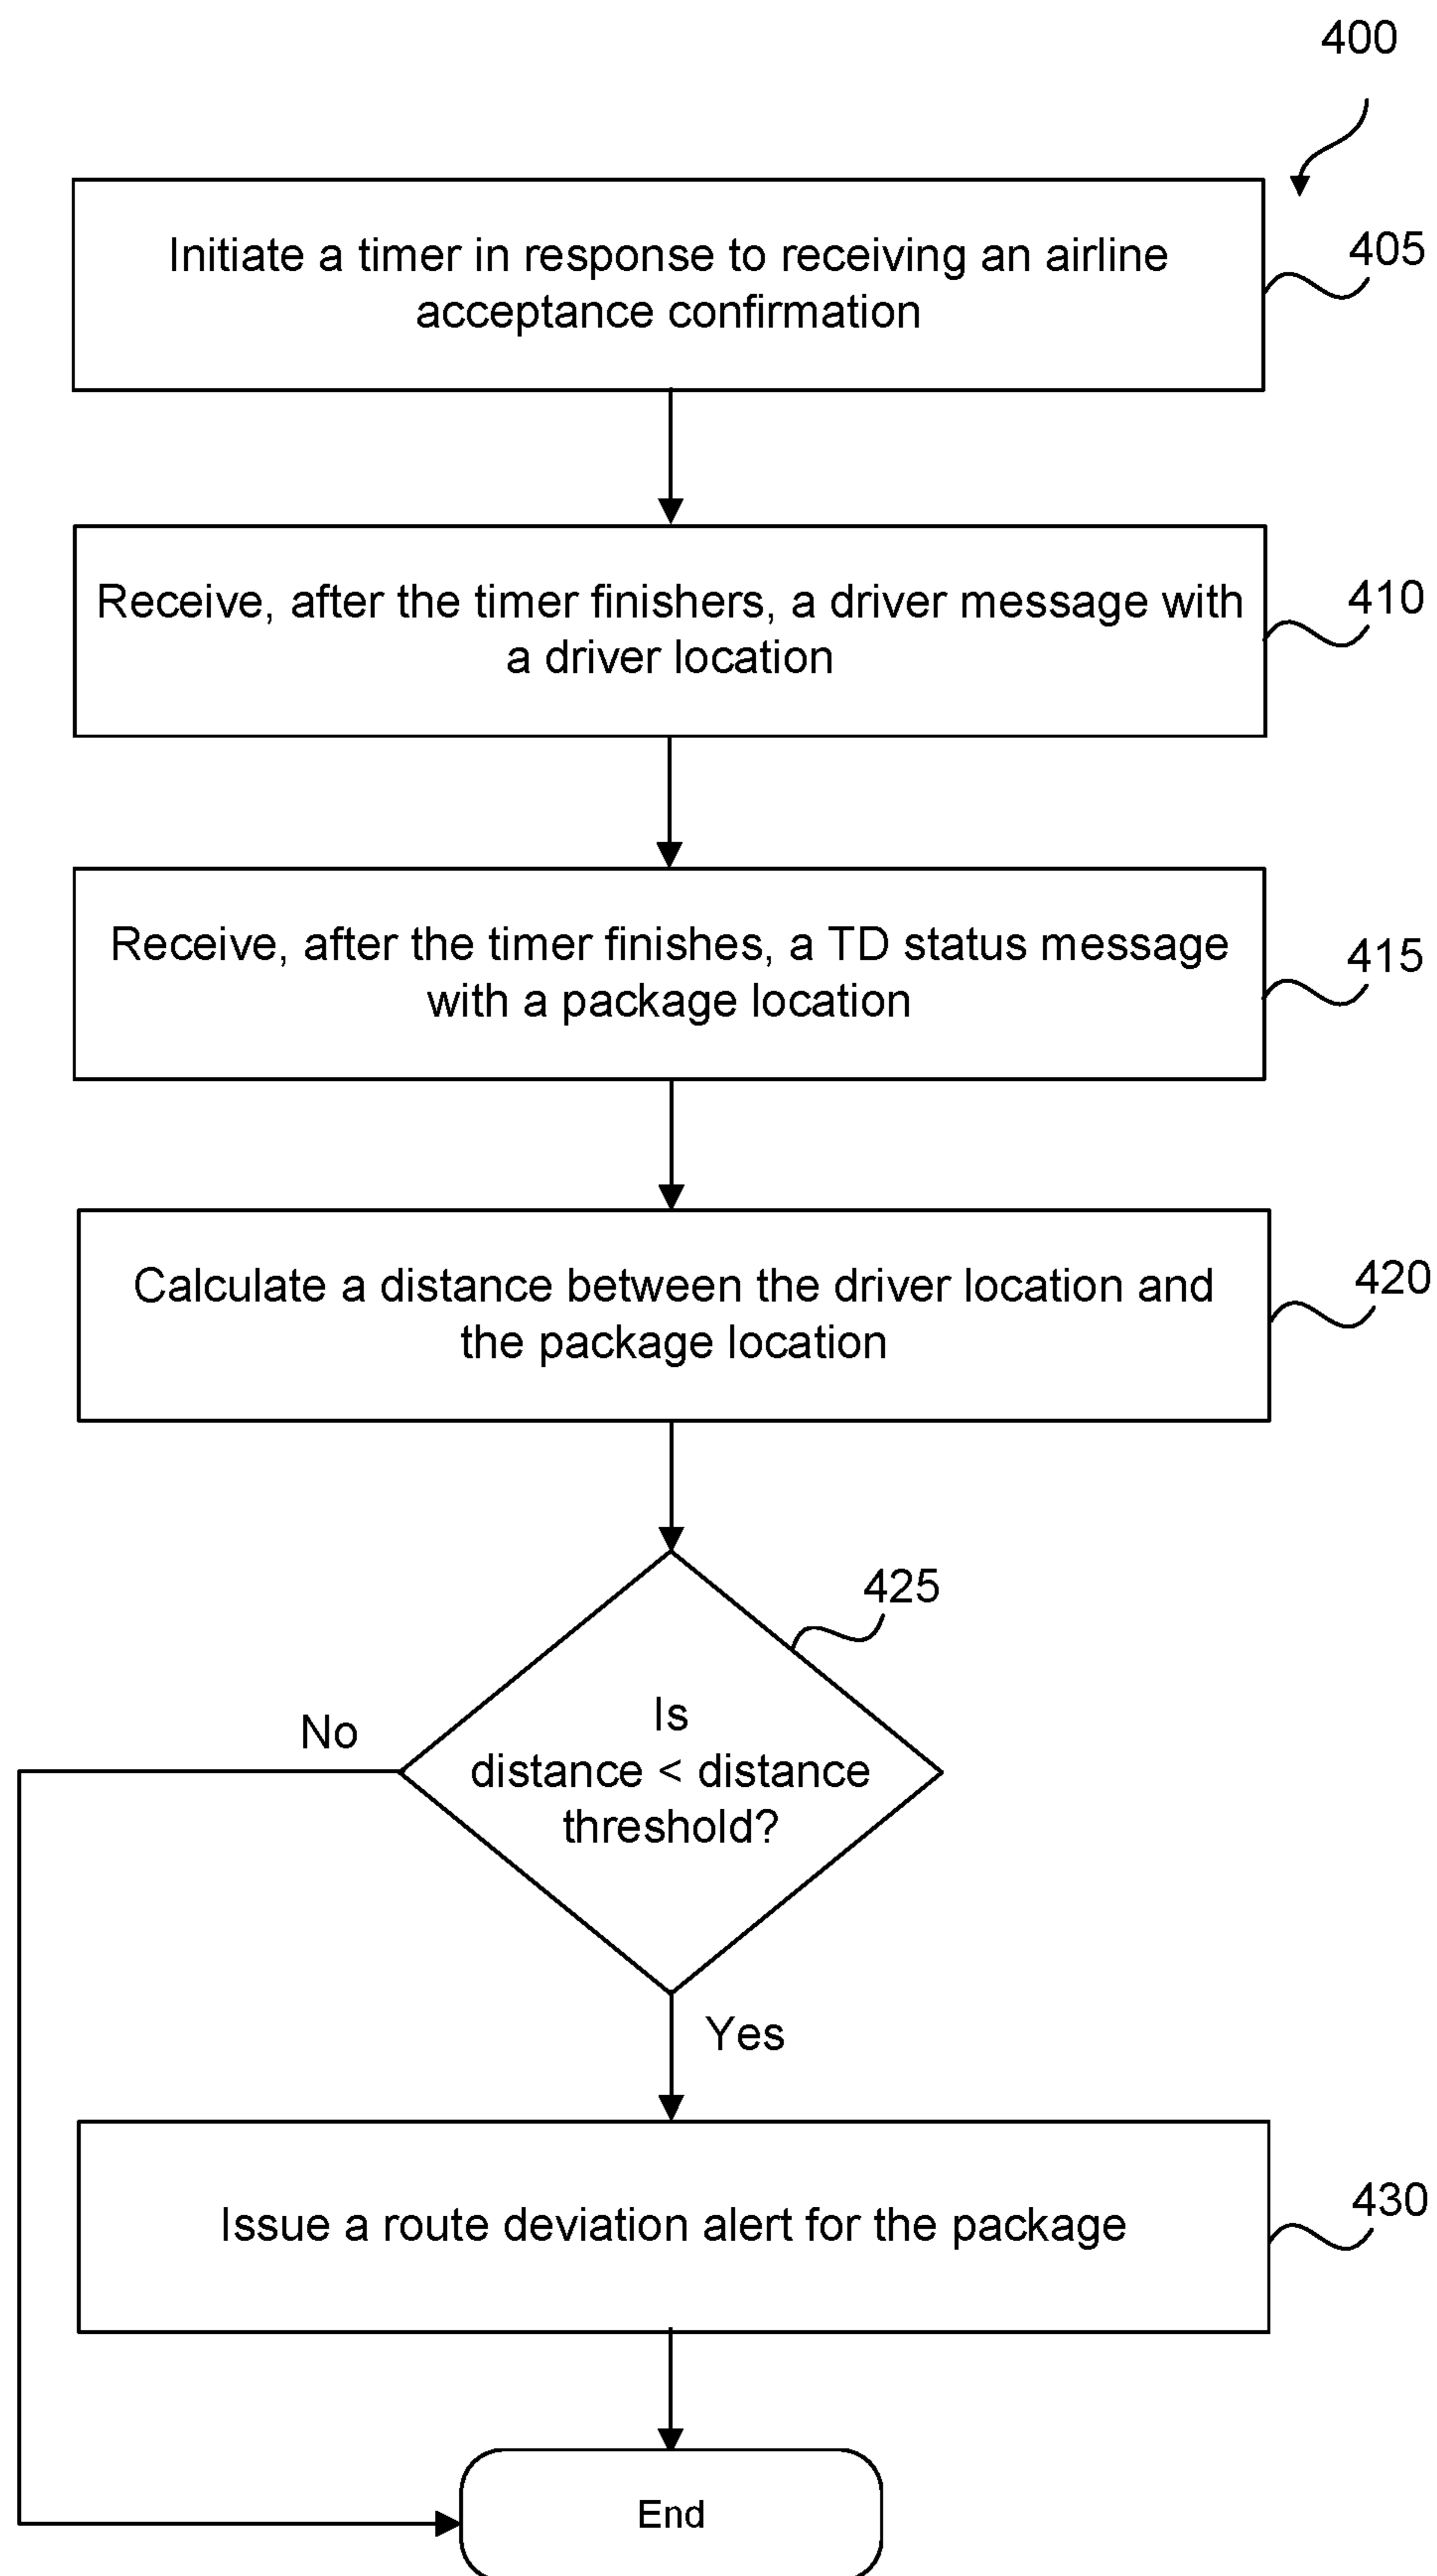 400
Initiate a timer in response to receiving an airline
acceptance confirmation
405
Receive, after the timer finishers, a driver message with
a driver location
410
Receive, after the timer finishes, a TD status message
with a package location
415
Calculate a distance between the driver location and
the package location
420
425
Is
distance < distance
threshold?
No
Yes
Issue a route deviation alert for the package
430
End